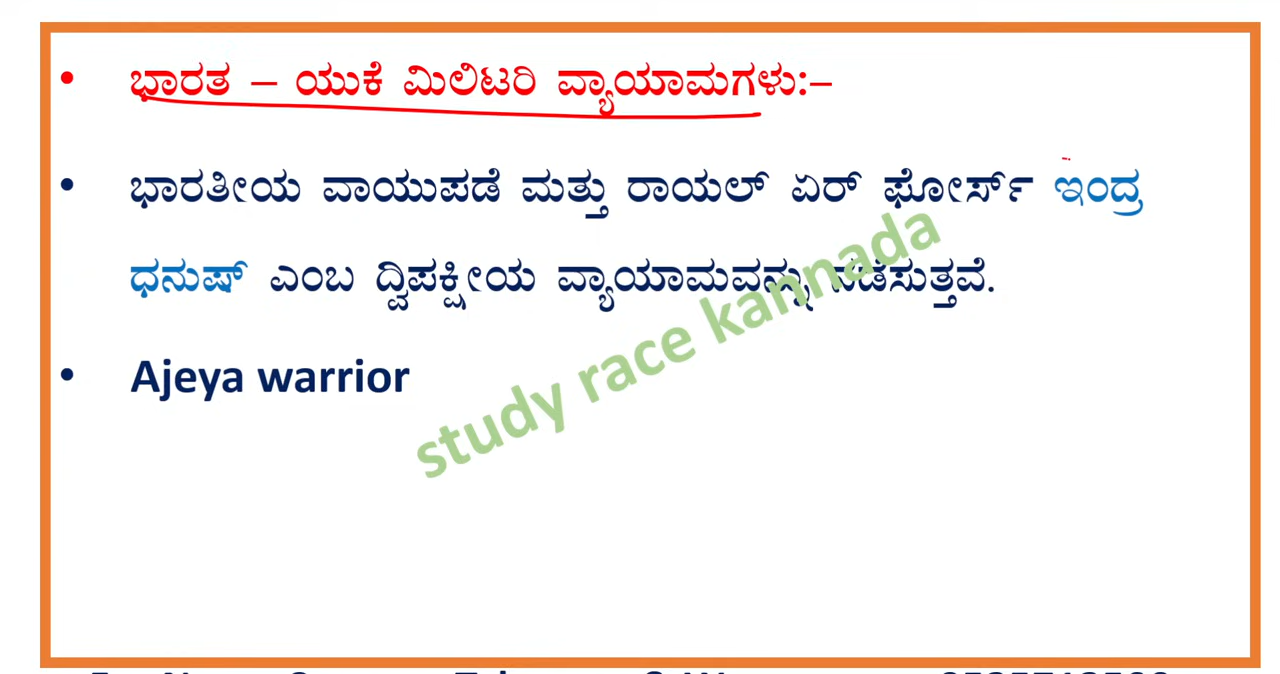 • ಭಾರತ – ಯುಕೆ ಮಿಲಿಟರಿ ವ್ಯಾಯಾಮಗಳು:–
• ಭಾರತೀಯ ವಾಯುಪಡೆ ಮತ್ತು ರಾಯಲ್ ಏರ್ ಫೋರ್ಸ್ ಇಂದ್ರ
ಧನುಷ್ ಎಂಬ ದ್ವಿಪಕ್ಷೀಯ ವ್ಯಾಯಾಮವನ್ನು ನಡೆಸುತ್ತವೆ.
• Ajeya warrior
study race kannada